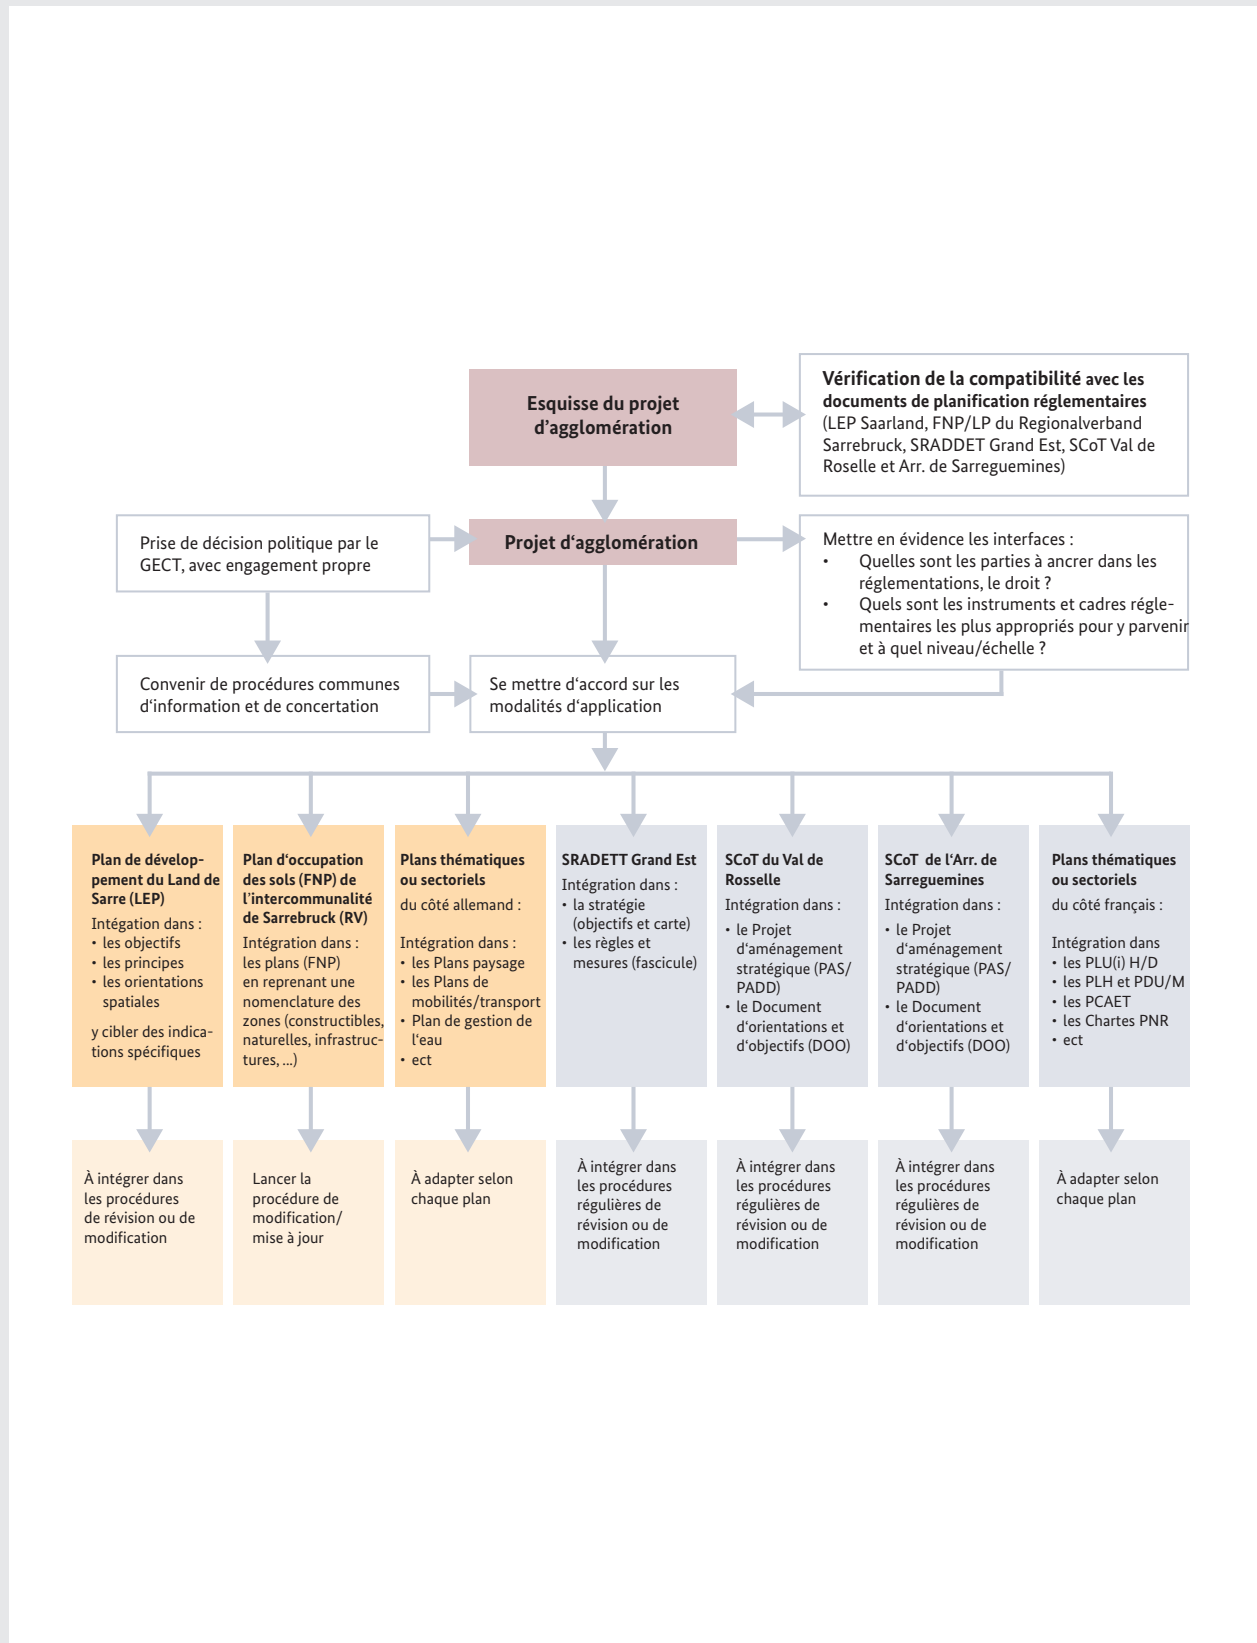 Esquisse du projet
d‘agglomération
Vérification de la compatibilité avec les
documents de planification réglementaires
(LEP Saarland, FNP/LP du Regionalverband
Sarrebruck, SRADDET Grand Est, SCoT Val de
Roselle et Arr. de Sarreguemines)
Prise de décision politique par le
GECT, avec engagement propre
Projet d‘agglomération
Mettre en évidence les interfaces :
• Quelles sont les parties à ancrer dans les
réglementations, le droit ?
• Quels sont les instruments et cadres régle-
mentaires les plus appropriés pour y parvenir
et à quel niveau/échelle ?
Convenir de procédures communes
d‘information et de concertation
Se mettre d‘accord sur les
modalités d‘application
Plan de dévelop-
pement du Land de
Sarre (LEP)
Intégation dans :
• les objectifs
• les principes
• les orientations
spatiales
y cibler des indica-
tions spécifiques
Plan d‘occupation
des sols (FNP) de
l‘intercommunalité
de Sarrebruck (RV)
Intégration dans :
les plans (FNP)
en reprenant une
nomenclature des
zones (constructibles,
naturelles, infrastruc-
tures, ...)
Plans thématiques
ou sectoriels
du côté allemand :
Intégration dans :
• les Plans paysage
• les Plans de
mobilités/transport
• Plan de gestion de
l‘eau
• ect
SRADETT Grand Est
Intégration dans :
• la stratégie
(objectifs et carte)
• les règles et
mesures (fascicule)
SCoT du Val de
Rosselle
Intégration dans :
• le Projet
d‘aménagement
stratégique (PAS/
PADD)
• le Document
d‘orientations et
d‘objectifs (DOO)
SCoT de l‘Arr. de
Sarreguemines
Intégration dans :
• le Projet
d‘aménagement
stratégique (PAS/
PADD)
• le Document
d‘orientations et
d‘objectifs (DOO)
Plans thématiques
ou sectoriels
du côté français :
Intégration dans
• les PLU(i) H/D
• les PLH et PDU/M
• les PCAET
• les Chartes PNR
• ect
À intégrer dans
les procédures
de révision ou de
modification
Lancer la
procédure de
modification/
mise à jour
À adapter selon
chaque plan
À intégrer dans
les procédures
régulières de
révision ou de
modification
À intégrer dans
les procédures
régulières de
révision ou de
modification
À intégrer dans
les procédures
régulières de
révision ou de
modification
À adapter selon
chaque plan